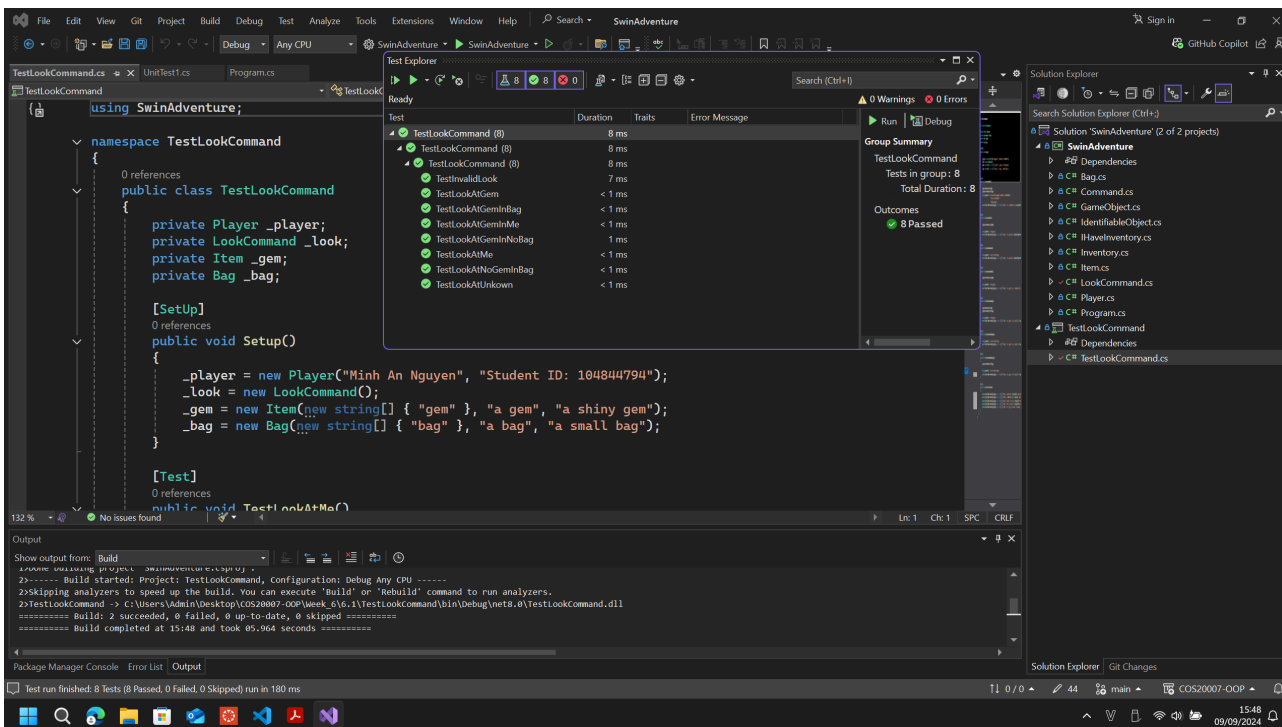 File Edit View Git Project Build Debug Test Analyze Tools Extensions Window Help Search SwinAdventure Sign in
Debug Any CPU SwinAdventure SwinAdventure GitHub Copilot
TestLookCommand.cs UnitTest1.cs Program.cs
TestLookCommand TestLookC
using SwinAdventure;
namespace TestLookCommand
{
0 references
public class TestLookCommand
{
private Player _player;
private LookCommand _look;
private Item _gem;
private Bag _bag;
[SetUp]
0 references
public void Setup()
{
_player = new Player("Minh An Nguyen", "Student ID: 104844794");
_look = new LookCommand();
_gem = new Item(new string[] { "gem" }, "a gem", "a shiny gem");
_bag = new Bag(new string[] { "bag" }, "a bag", "a small bag");
}
[Test]
0 references
public void TestLookAtMe()
132 % No issues found Ln: 1 Ch: 1 SPC CRLF
Test Explorer
8 8 0 Search (Ctrl+I)
Ready 0 Warnings 0 Errors
Test Duration Traits Error Message
TestLookCommand (8) 8 ms
TestLookCommand (8) 8 ms
TestLookCommand (8) 8 ms
TestInvalidLook 7 ms
TestLookAtGem < 1 ms
TestLookAtGemInBag < 1 ms
TestLookAtGemInMe < 1 ms
TestLookAtGemInNoBag 1 ms
TestLookAtMe < 1 ms
TestLookAtNoGemInBag < 1 ms
TestLookAtUnkown < 1 ms
Run Debug
Group Summary
TestLookCommand
Tests in group: 8
Total Duration: 8
Outcomes
8 Passed
Solution Explorer
Search Solution Explorer (Ctrl+;)
Solution 'SwinAdventure' (2 of 2 projects)
SwinAdventure
Dependencies
C# Bag.cs
C# Command.cs
C# GameObject.cs
C# IdentifiableObject.cs
C# IHaveInventory.cs
C# Inventory.cs
C# Item.cs
C# LookCommand.cs
C# Player.cs
C# Program.cs
TestLookCommand
Dependencies
C# TestLookCommand.cs
Solution Explorer Git Changes
Output
Show output from: Build
1>Done building project "SwinAdventure.csproj".
2>------ Build started: Project: TestLookCommand, Configuration: Debug Any CPU ------
2>Skipping analyzers to speed up the build. You can execute 'Build' or 'Rebuild' command to run analyzers.
2>TestLookCommand -> C:\Users\Admin\Desktop\COS20007-OOP\Week_6\6.1\TestLookCommand\bin\Debug\net8.0\TestLookCommand.dll
========== Build: 2 succeeded, 0 failed, 0 up-to-date, 0 skipped ==========
========== Build completed at 15:48 and took 05.964 seconds ==========
Package Manager Console Error List Output
Test run finished: 8 Tests (8 Passed, 0 Failed, 0 Skipped) run in 180 ms 0 / 0 44 main COS20007-OOP
15:48
09/09/2024